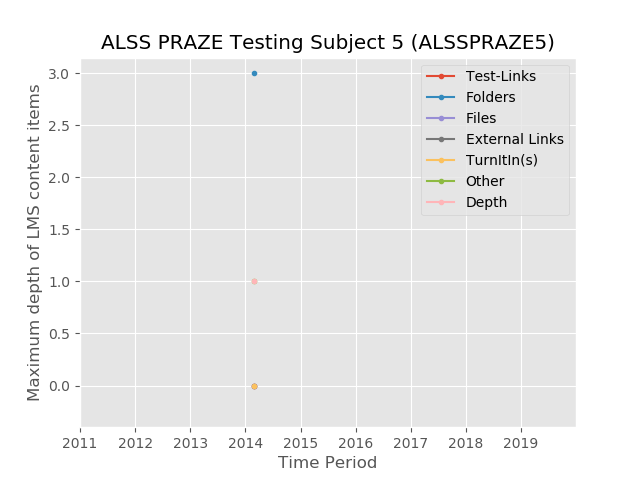 ALSS PRAZE Testing Subject 5 (ALSSPRAZE5)
Maximum depth of LMS content items
3.0
2.5
2.0
1.5
1.0
0.5
0.0
Test-Links
Folders
Files
External Links
TurnItIn(s)
Other
Depth
2011 2012 2013 2014 2015 2016 2017 2018 2019
Time Period